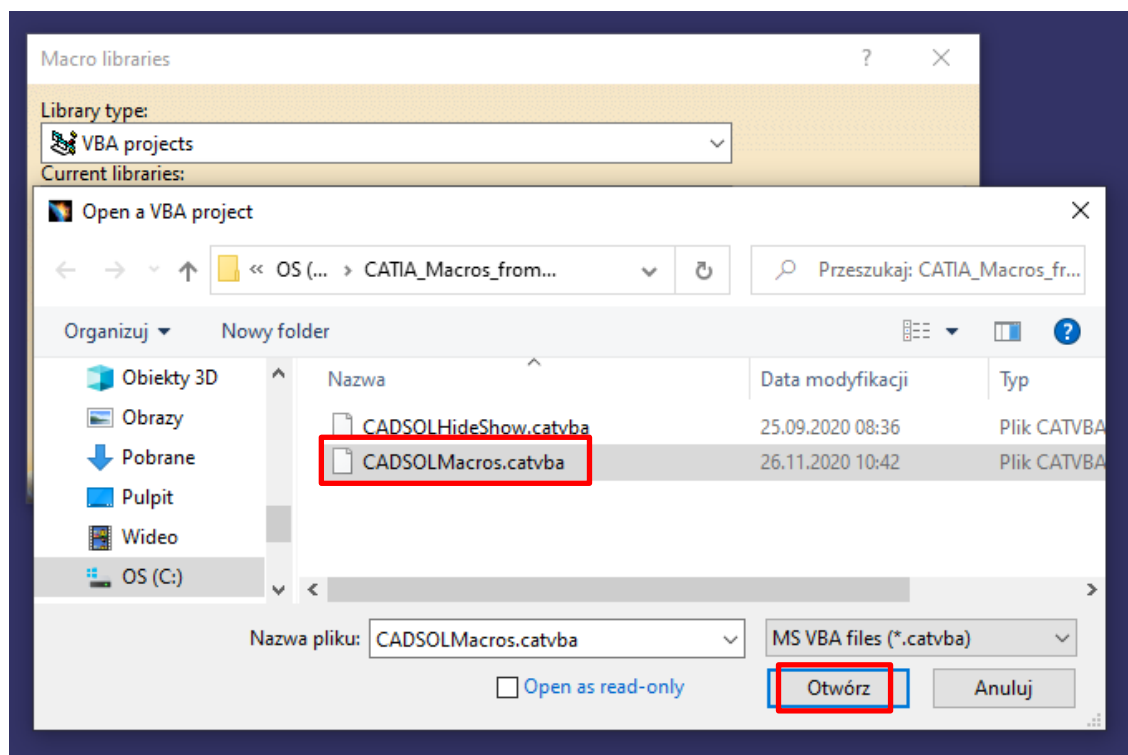 Macro libraries ?
Library type:
VBA projects
Current libraries:
Open a VBA project
« OS (... › CATIA_Macros_from...
Przeszukaj: CATIA_Macros_fr...
Organizuj Nowy folder ?
Obiekty 3D
Obrazy
Pobrane
Pulpit
Wideo
OS (C:)
Nazwa Data modyfikacji Typ
CADSOLHideShow.catvba 25.09.2020 08:36 Plik CATVBA
CADSOLMacros.catvba 26.11.2020 10:42 Plik CATVBA
Nazwa pliku: CADSOLMacros.catvba MS VBA files (*.catvba)
Open as read-only Otwórz Anuluj